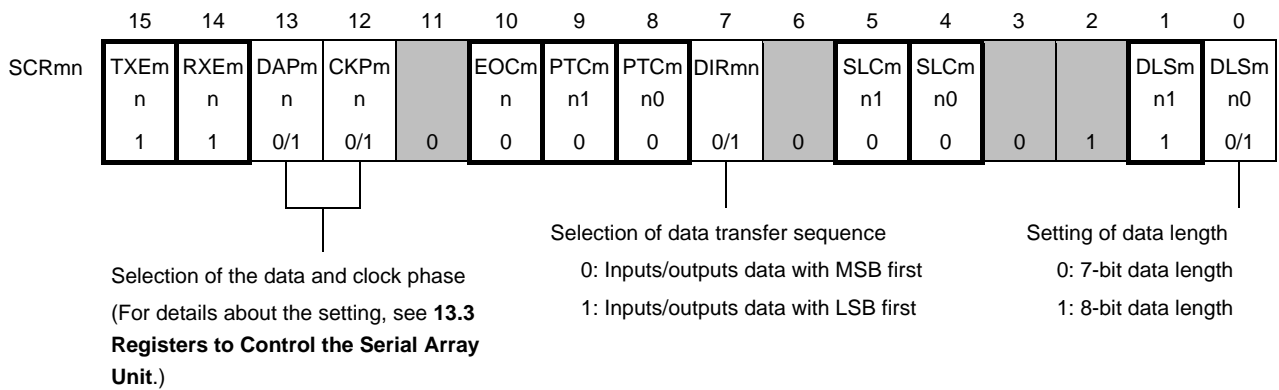 15 14 13 12 11 10 9 8 7 6 5 4 3 2 1 0
SCRmn TXEm RXEm DAPm CKPm EOCm PTCm PTCm DIRmn SLCm SLCm DLSm DLSm
n n n n n n1 n0 n1 n0 n1 n0
1 1 0/1 0/1 0 0 0 0 0/1 0 0 0 0 1 1 0/1
Selection of data transfer sequence
0: Inputs/outputs data with MSB first
1: Inputs/outputs data with LSB first
Setting of data length
0: 7-bit data length
1: 8-bit data length
Selection of the data and clock phase
(For details about the setting, see 13.3
Registers to Control the Serial Array
Unit.)